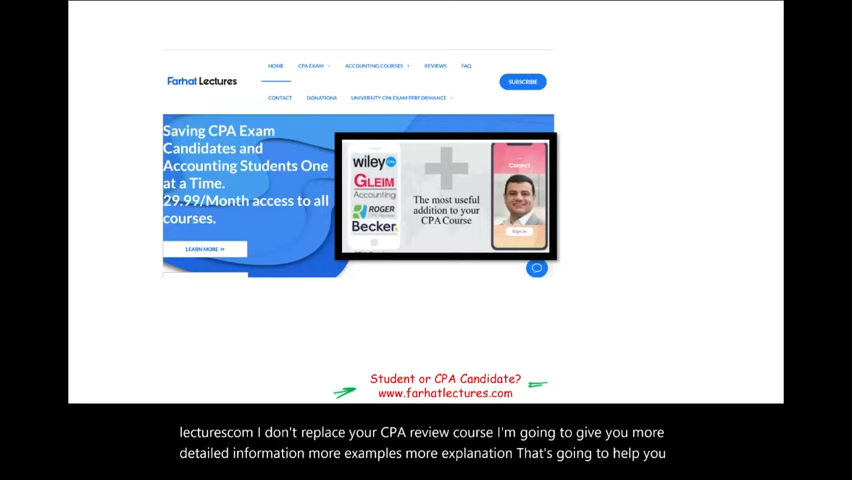 HOME
CPA EXAM
ACCOUNTING COURSES
REVIEWS
FAQ
Farhat Lectures
SUBSCRIBE
CONTACT
DONATIONS
UNIVERSITY CPA EXAM PERFORMANCE
Saving CPA Exam
Candidates and
Accounting Students One
at a Time.
29.99/Month access to all
courses.
LEARN MORE »
wiley
GLEIM
Accounting
ROGER
CPA Review
Becker.
The most useful
addition to your
CPA Course
Connect
Sign in
Student or CPA Candidate?
www.farhatlectures.com
lecturescom I don't replace your CPA review course I'm going to give you more
detailed information more examples more explanation That's going to help you